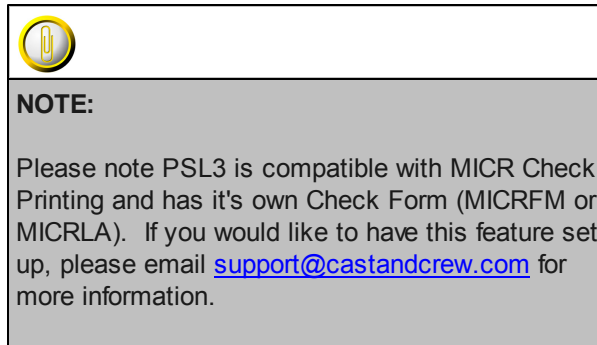 NOTE:
Please note PSL3 is compatible with MICR Check
Printing and has it's own Check Form (MICRFM or
MICRLA).  If you would like to have this feature set
up, please email support@castandcrew.com for
more information.